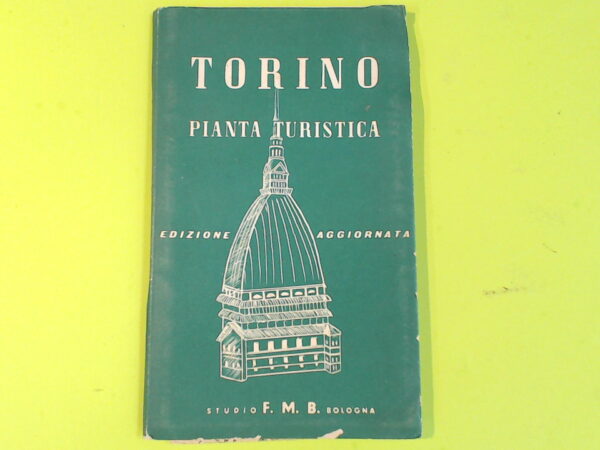 TORINO
PIANTA TURISTICA
EDIZIONE AGGIORNATA
STUDIO F. M. B. BOLOGNA